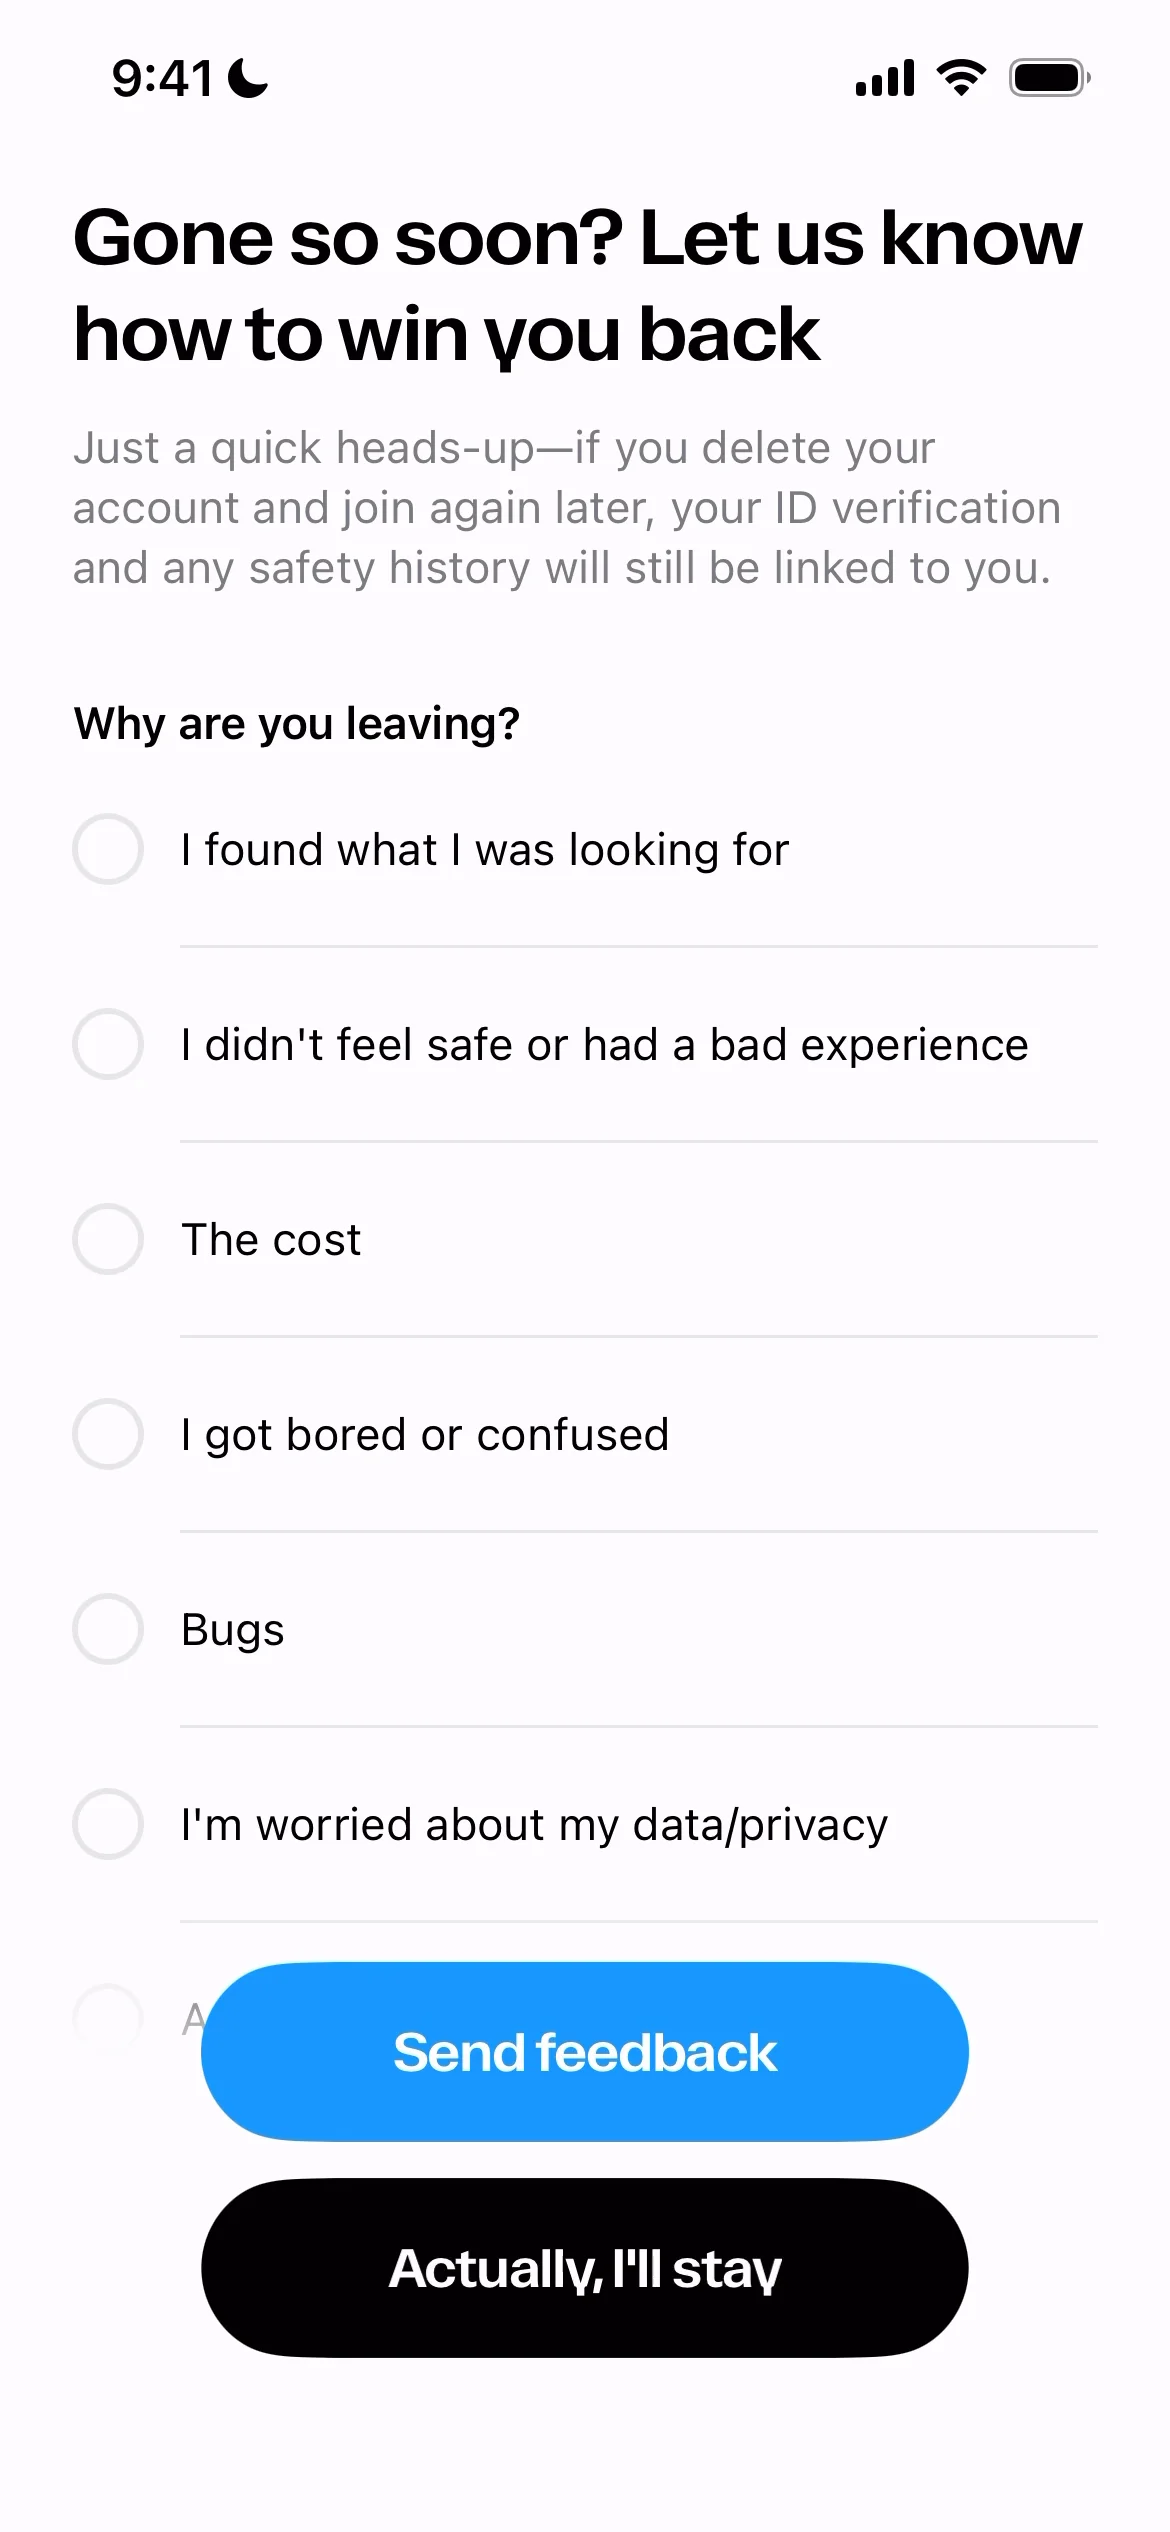 9:41
Gone so soon? Let us know
how to win you back
Just a quick heads-up—if you delete your
account and join again later, your ID verification
and any safety history will still be linked to you.
Why are you leaving?
I found what I was looking for
I didn't feel safe or had a bad experience
The cost
I got bored or confused
Bugs
I'm worried about my data/privacy
Send feedback
Actually, I'll stay